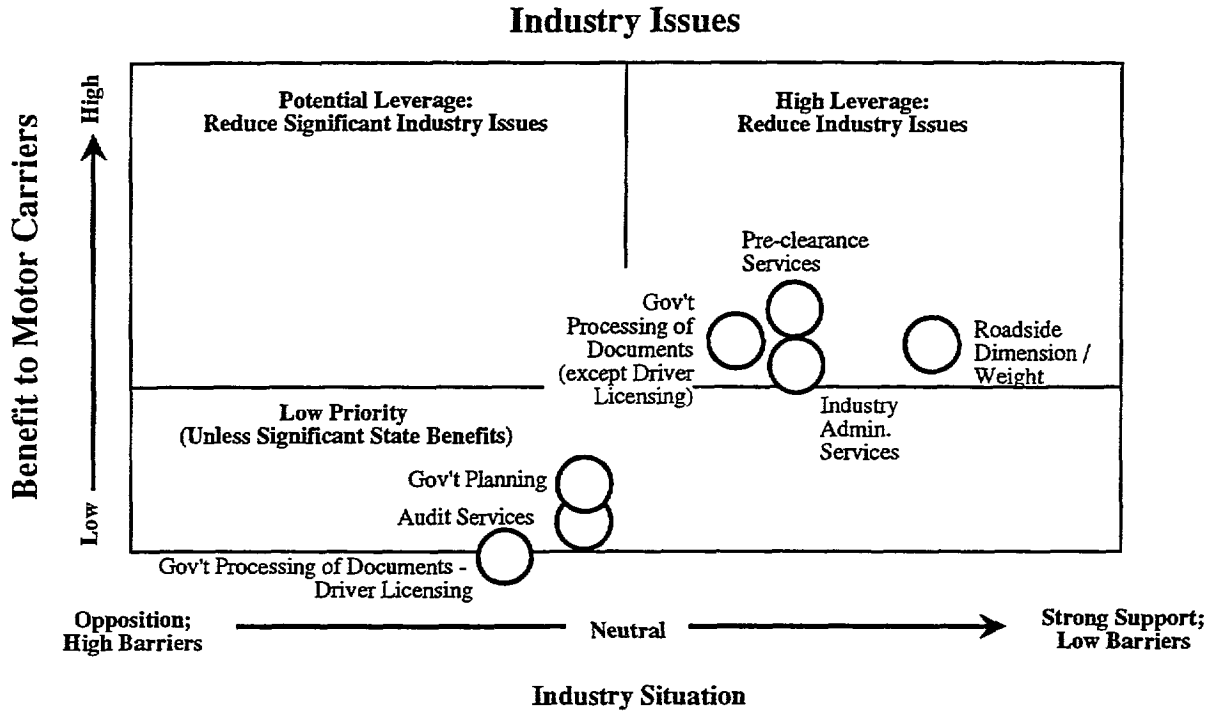 Industry Issues
Benefit to Motor Carriers
High
Low
Potential Leverage:
Reduce Significant Industry Issues
High Leverage:
Reduce Industry Issues
Pre-clearance
Services
Gov't
Processing of
Documents
(except Driver
Licensing)
Roadside
Dimension /
Weight
Industry
Admin.
Services
Low Priority
(Unless Significant State Benefits)
Gov't Planning
Audit Services
Gov't Processing of Documents -
Driver Licensing
Opposition;
High Barriers
Neutral
Strong Support;
Low Barriers
Industry Situation